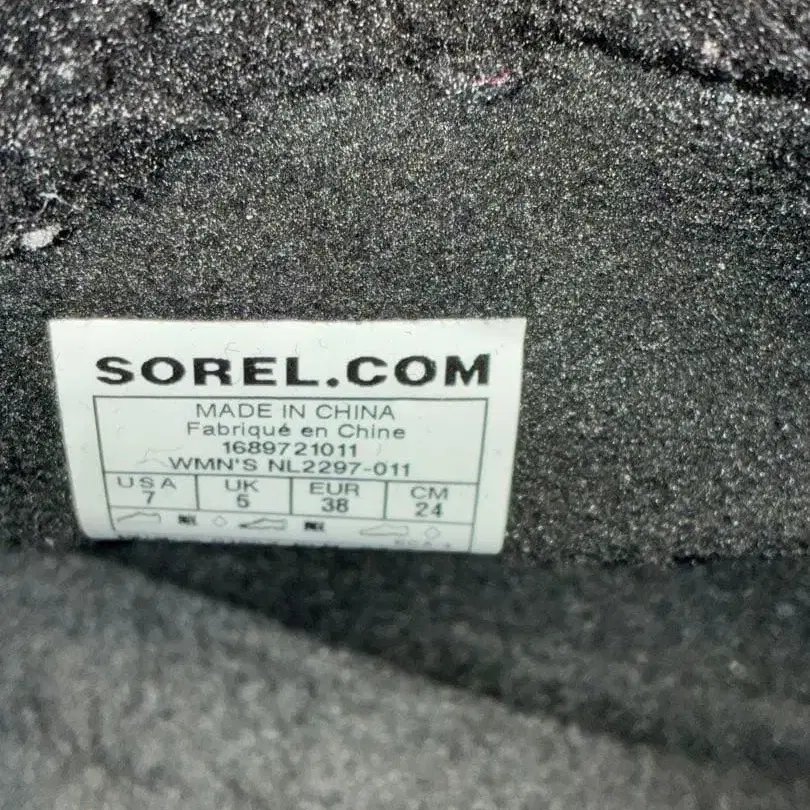 SOREL.COM
MADE IN CHINA
Fabriqué en Chine
1689721011
WMN'S NL2297-011
USA UK EUR CM
7 5 38 24